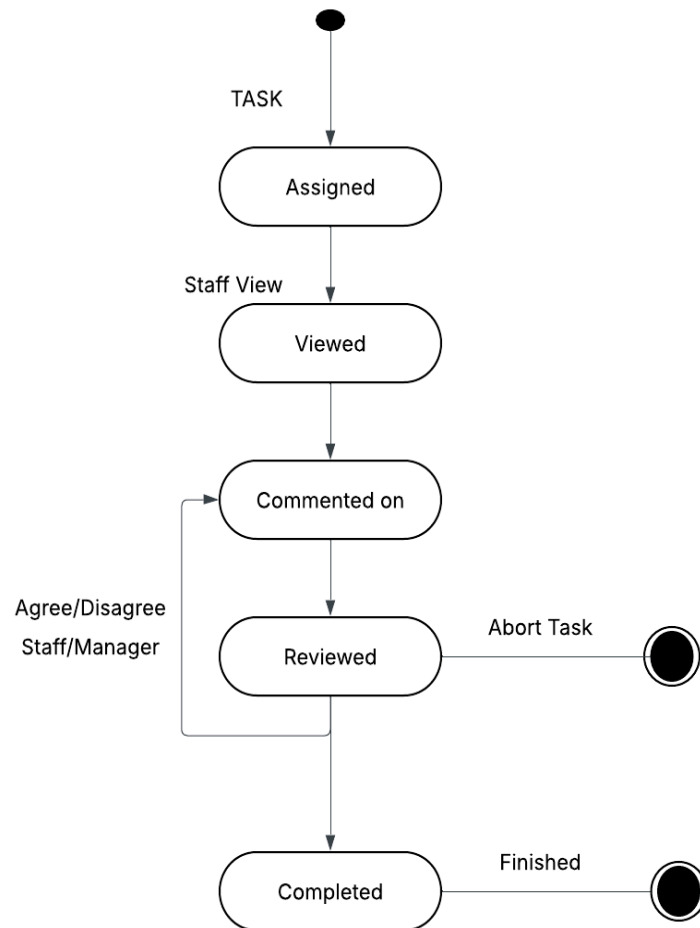 TASK
Assigned
Staff View
Viewed
Commented on
Agree/Disagree
Staff/Manager
Reviewed
Abort Task
Completed
Finished